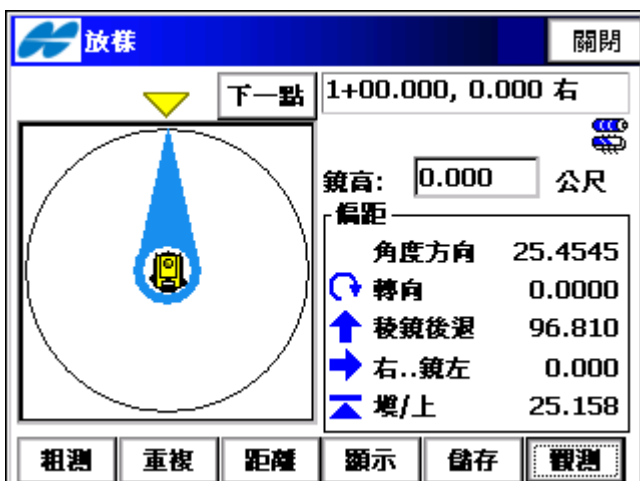 放樣
關閉
下一點
1+00.000, 0.000 右
鏡高: 0.000 公尺
偏距
角度方向 25.4545
轉向 0.0000
稜鏡後退 96.810
右..鏡左 0.000
塡/上 25.158
粗測 重複 距離 顯示 儲存 觀測